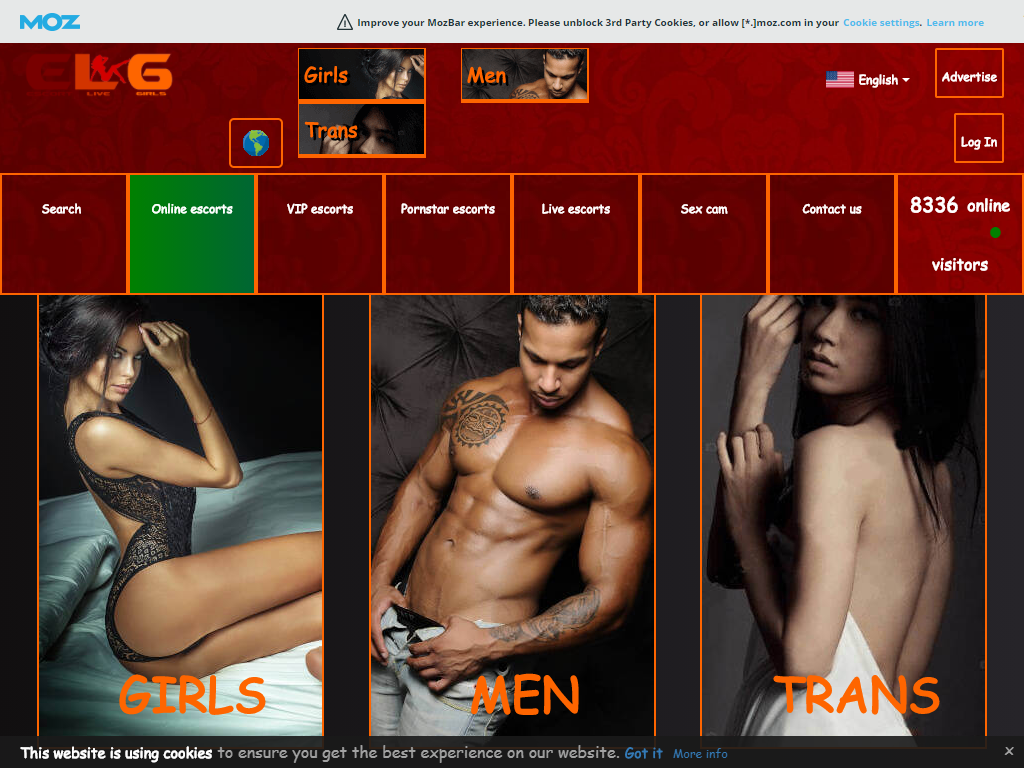 MOZ
Improve your MozBar experience. Please unblock 3rd Party Cookies, or allow [*.]moz.com in your Cookie settings. Learn more
ELG
LIVE GIRLS
Girls
Men
English
Advertise
Trans
Log In
Search
Online escorts
VIP escorts
Pornstar escorts
Live escorts
Sex cam
Contact us
8336 online
visitors
GIRLS
MEN
TRANS
This website is using cookies to ensure you get the best experience on our website. Got it More info ×